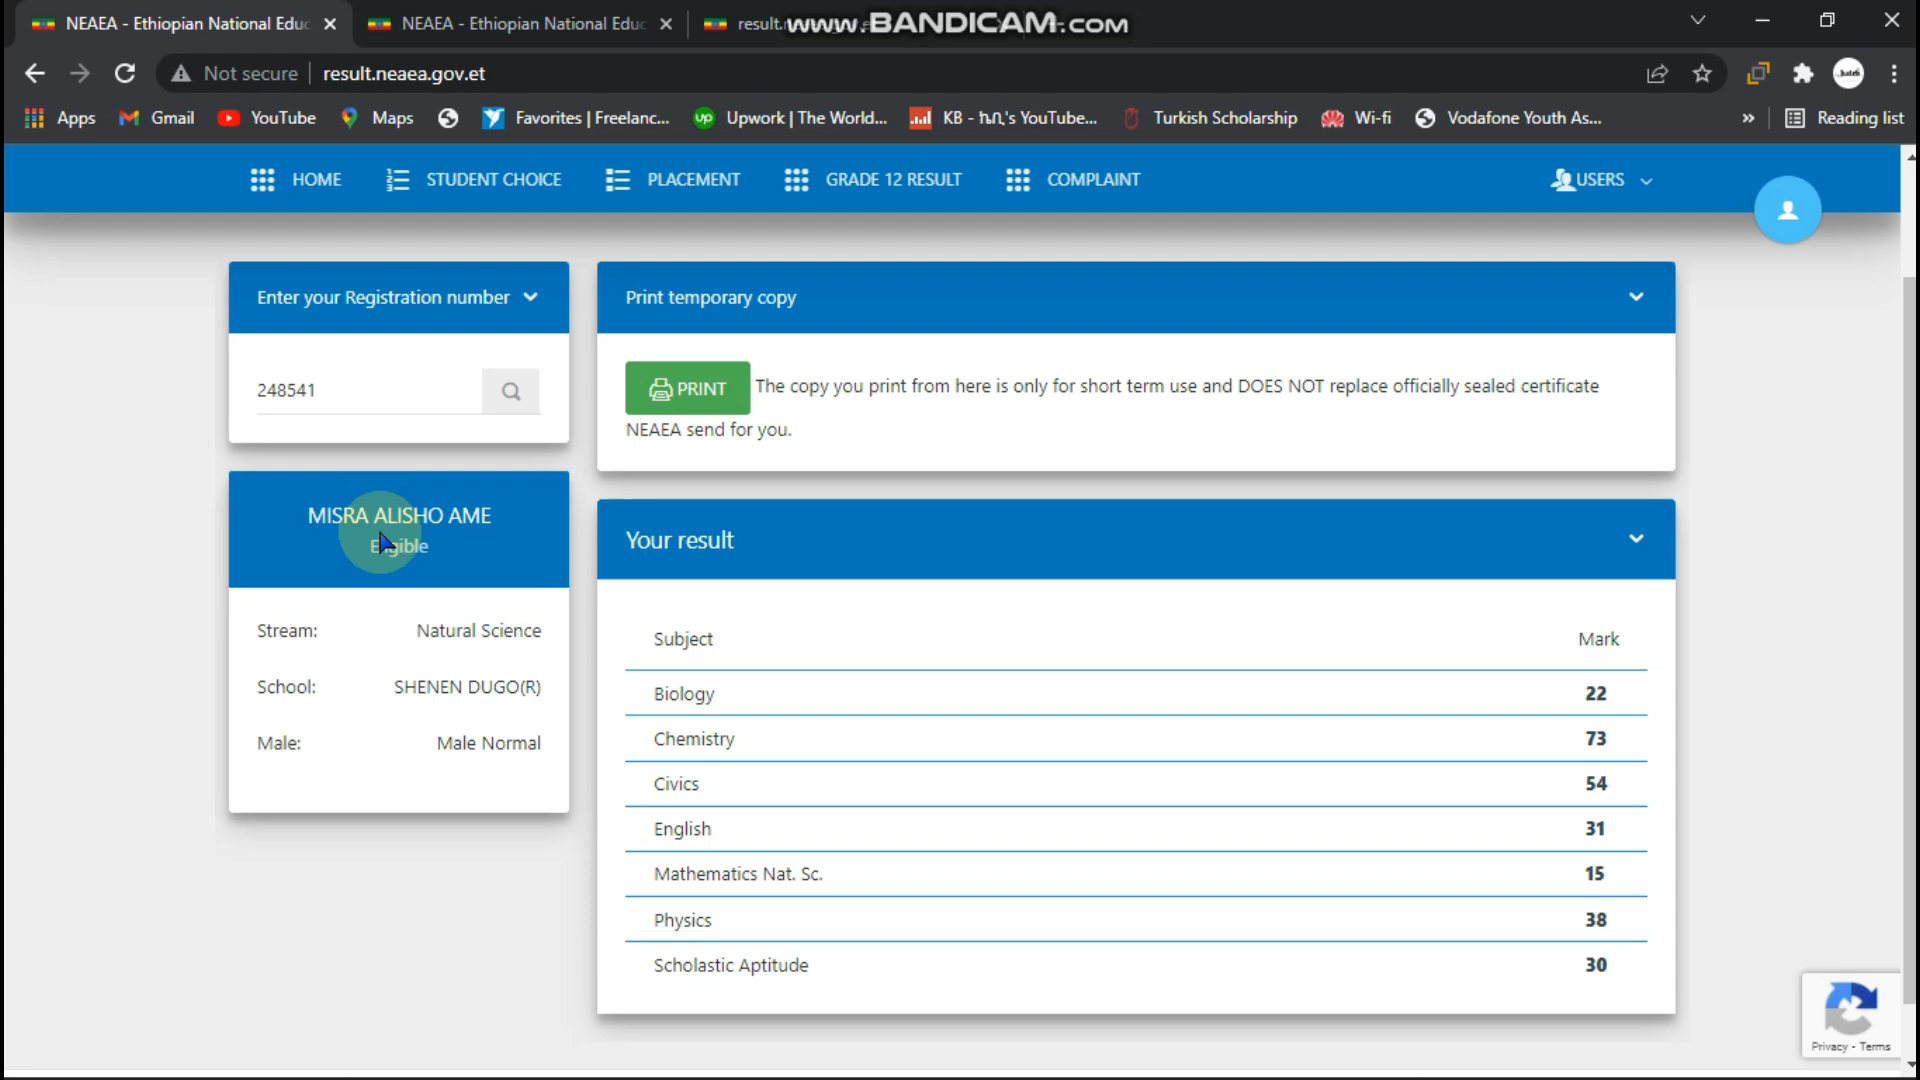 NEAEA - Ethiopian National Educ
NEAEA - Ethiopian National Educ
result.
www.BANDICAM.com
Not secure
result.neaea.gov.et
Apps
Gmail
YouTube
Maps
Favorites | Freelanc...
Upwork | The World...
KB - ክቢ's YouTube...
Turkish Scholarship
Wi-fi
Vodafone Youth As...
»
Reading list
HOME
STUDENT CHOICE
PLACEMENT
GRADE 12 RESULT
COMPLAINT
USERS
Enter your Registration number
248541
Print temporary copy
PRINT The copy you print from here is only for short term use and DOES NOT replace officially sealed certificate
NEAEA send for you.
MISRA ALISHO AME
Eligible
Stream: Natural Science
School: SHENEN DUGO(R)
Male: Male Normal
Your result
Subject Mark
Biology 22
Chemistry 73
Civics 54
English 31
Mathematics Nat. Sc. 15
Physics 38
Scholastic Aptitude 30
Privacy - Terms